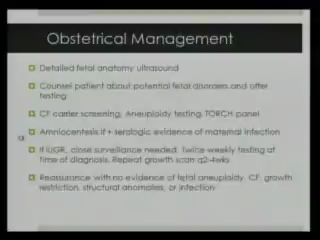 Obstetrical Management
Detailed fetal anatomy ultrasound
Counsel patient about potential fetal disorders and offer
testing
CF carrier screening, Aneuploidy testing, TORCH panel
Amniocentesis if + serologic evidence of maternal infection
If IUGR, close surveillance needed. Twice weekly testing at
time of diagnosis. Repeat growth scan q2-4wks
Reassurance with no evidence of fetal aneuploidy, CF, growth
restriction, structural anomalies, or infection